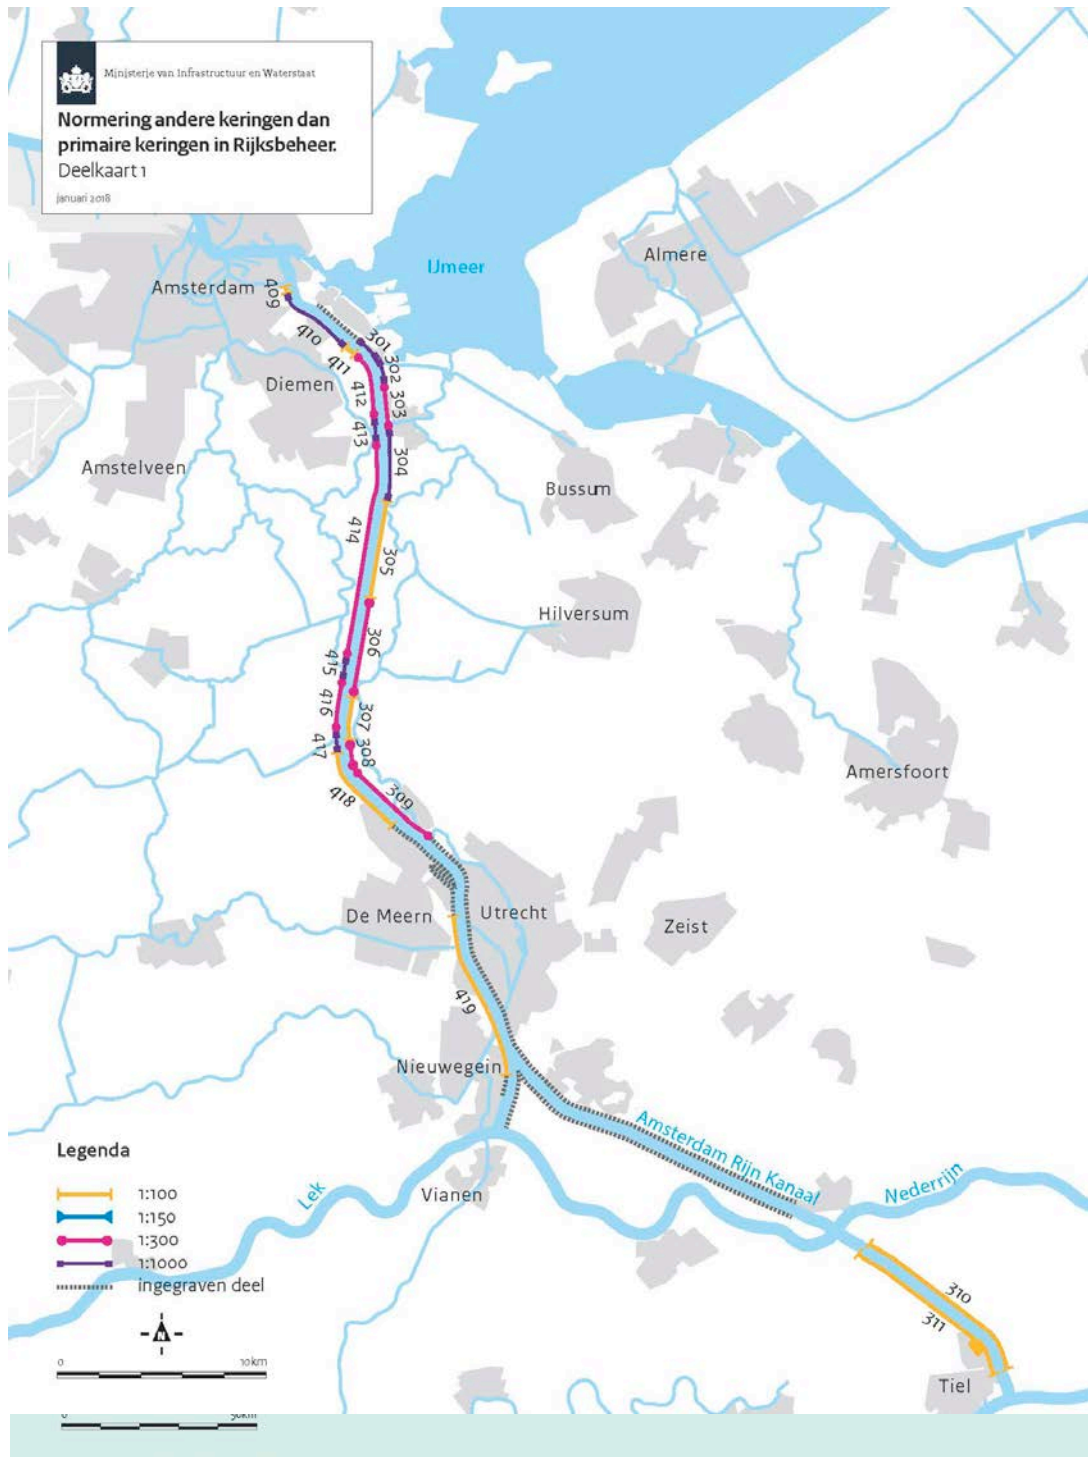 Ministerie van Infrastructuur en Waterstaat
Normering andere keringen dan
primaire keringen in Rijksbeheer.
Deelkaart 1
januari 2018
Almere
IJmeer
Amsterdam
409
410
411
301
302
303
304
412
413
Diemen
Amstelveen
Bussum
414
305
Hilversum
306
415
416
417
307
308
309
418
Amersfoort
De Meern
Utrecht
Zeist
419
Nieuwegein
Amsterdam Rijn Kanaal
Nederrijn
Lek
Vianen
310
311
Tiel
Legenda
1:100
1:150
1:300
1:1000
ingegraven deel
N
0 10km
0 50km